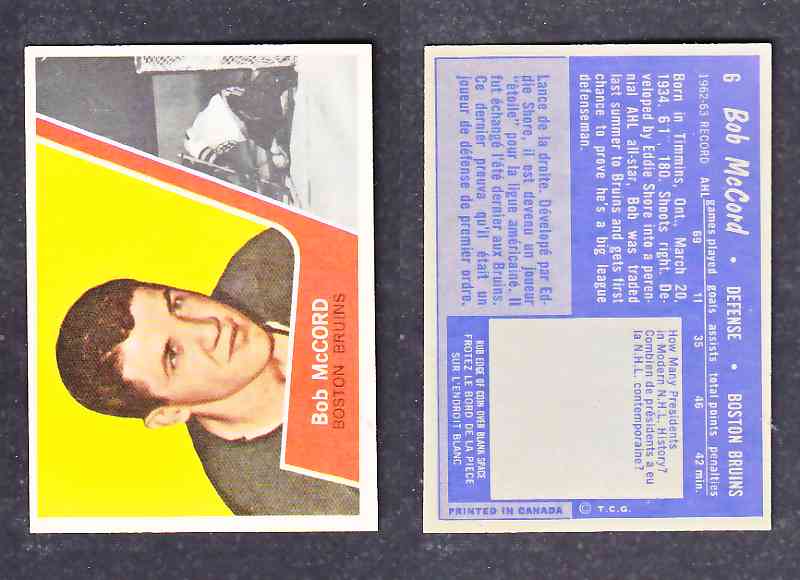 Bob McCORD
BOSTON BRUINS
6 Bob McCord • DEFENSE • BOSTON BRUINS
games played goals assists total points penalties
1962-63 RECORD AHL 69 11 35 46 42 min.
Born in Timmins, Ont., March 20,
1934. 6'1", 180. Shoots right. De-
veloped by Eddie Shore into a peren-
nial AHL all-star, Bob was traded
last summer to Bruins and gets first
chance to prove he's a big league
defenseman.
Lance de la droite. Dévelopé par Ed-
die Shore, il est devenu un joueur
"étoile" pour la ligue américaine. Il
fut échangé l'été dernier aux Bruins.
Ce dernier preuva qu'il était un
joueur de défense de premier ordre.
How Many Presidents
in Modern N.H.L. History?
Combien de présidents a eu
la N.H.L. contemporaine?
RUB EDGE OF COIN OVER BLANK SPACE
FROTEZ LE BORD DE LA PIECE
SUR L'ENDROIT BLANC
PRINTED IN CANADA © T.C.G.